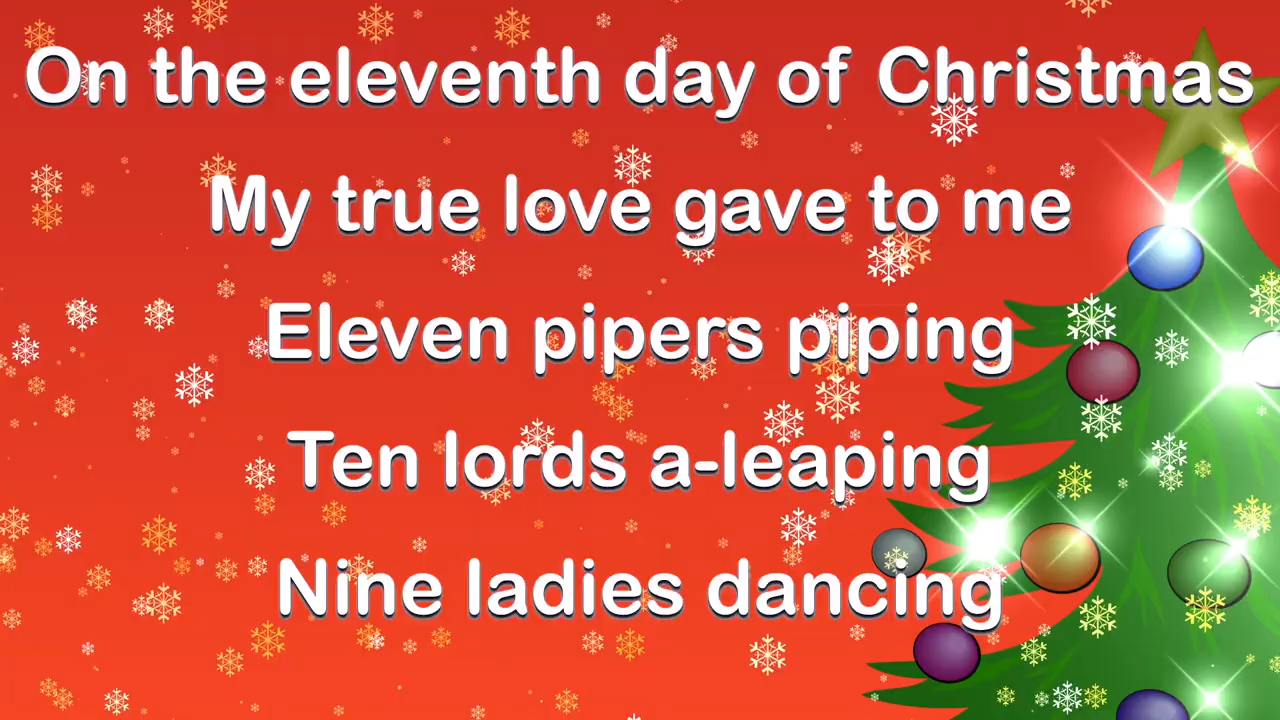 On the eleventh day of Christmas
My true love gave to me
Eleven pipers piping
Ten lords a-leaping
Nine ladies dancing